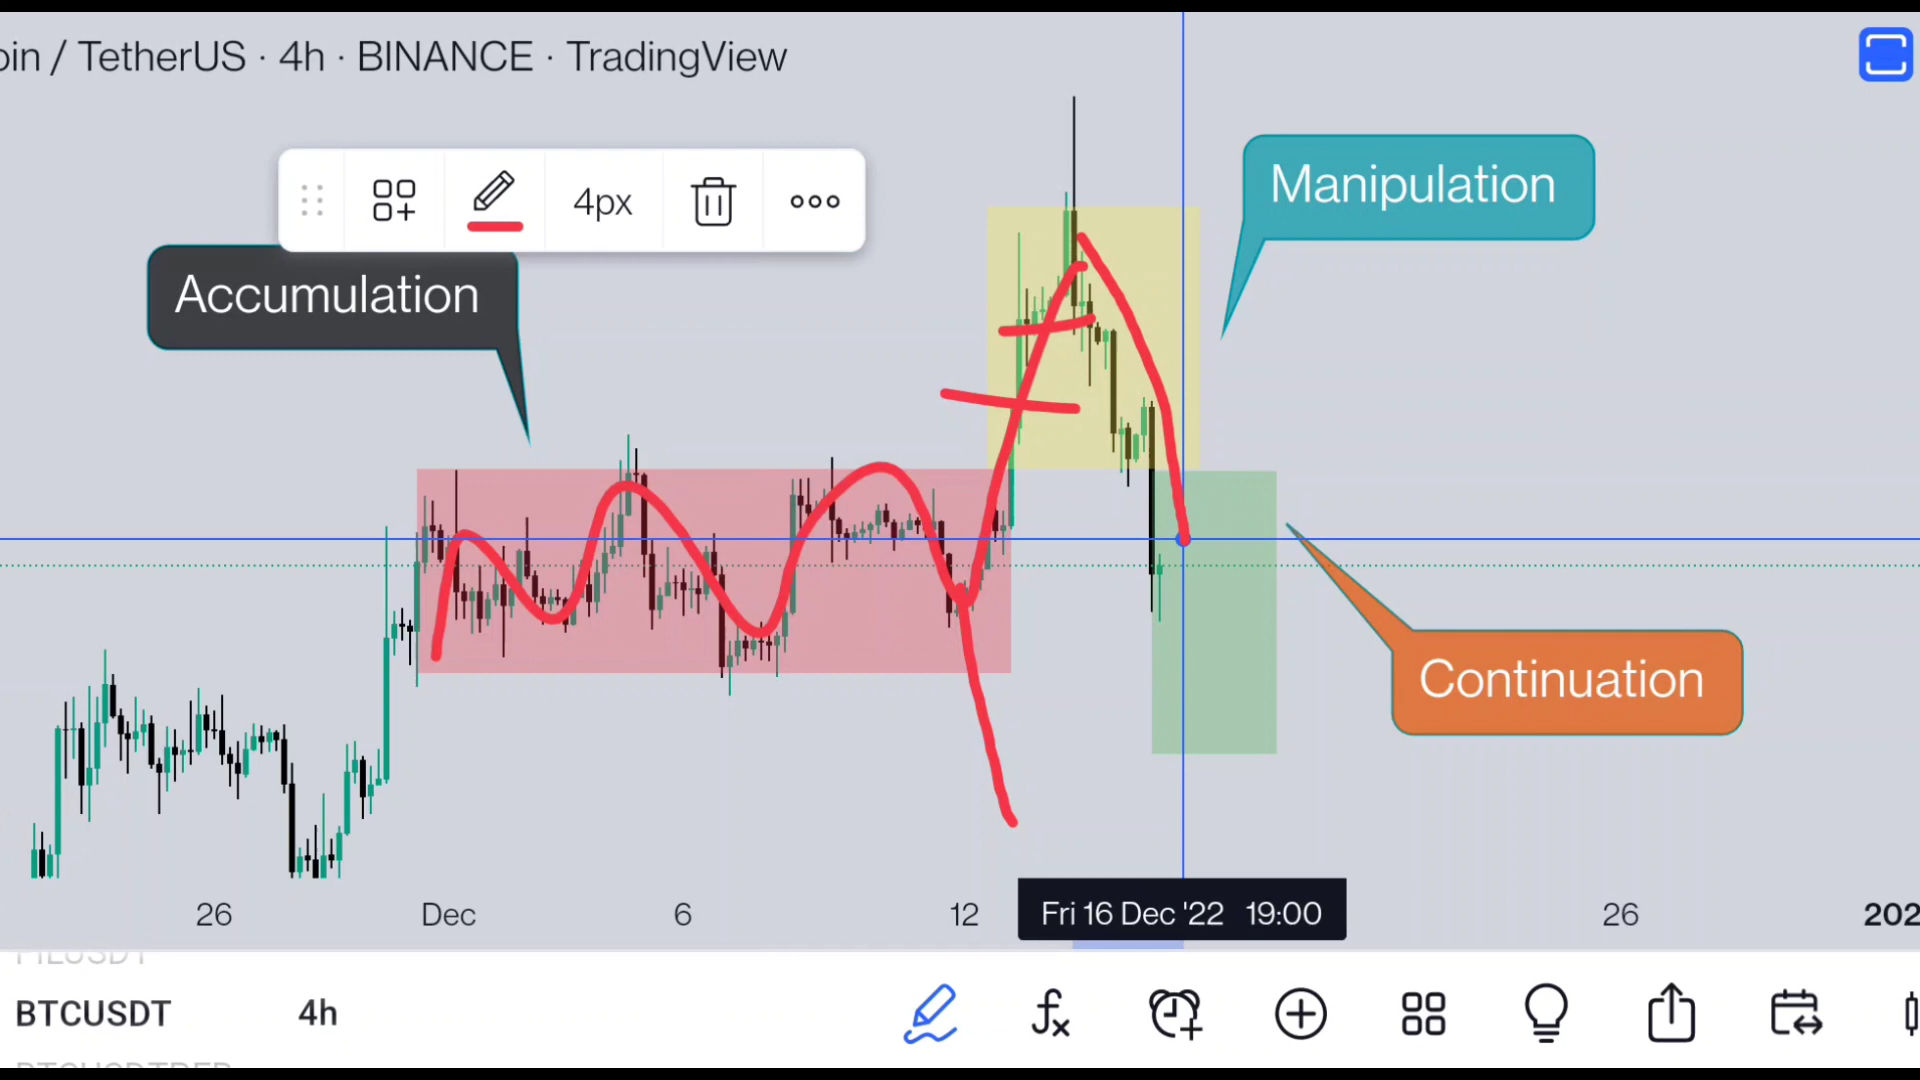 oin / TetherUS · 4h · BINANCE · TradingView
Manipulation
4px
Accumulation
Continuation
26
Dec
6
12
Fri 16 Dec '22 19:00
26
202
BTCUSDT
4h